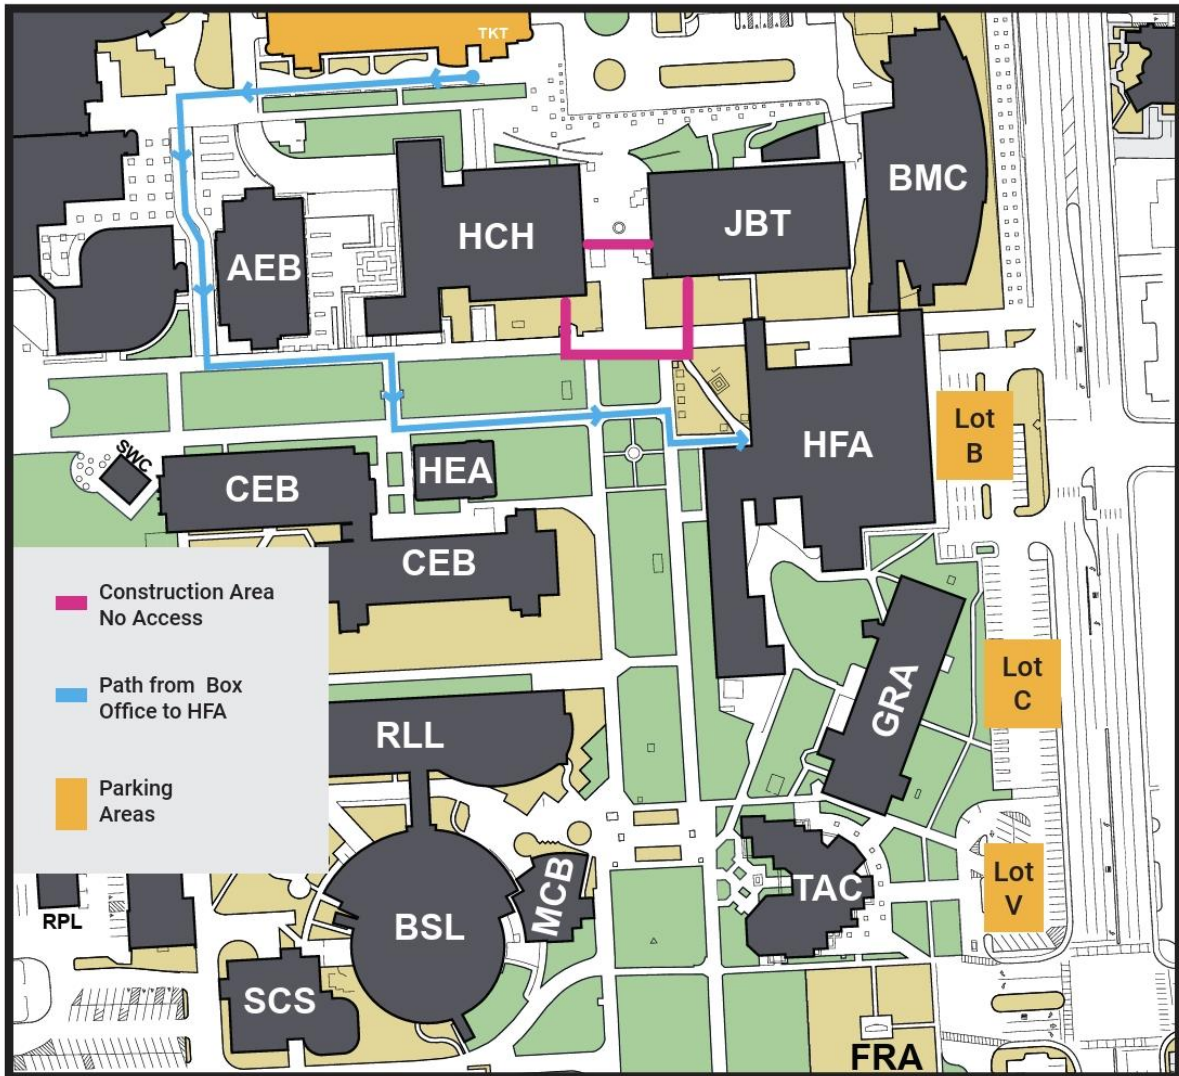 TKT
BMC
JBT
HCH
AEB
Lot
B
HFA
SWC
HEA
CEB
CEB
Construction Area
No Access
Path from Box
Office to HFA
Parking
Areas
Lot
C
GRA
RLL
Lot
V
MCB
TAC
RPL
BSL
SCS
FRA